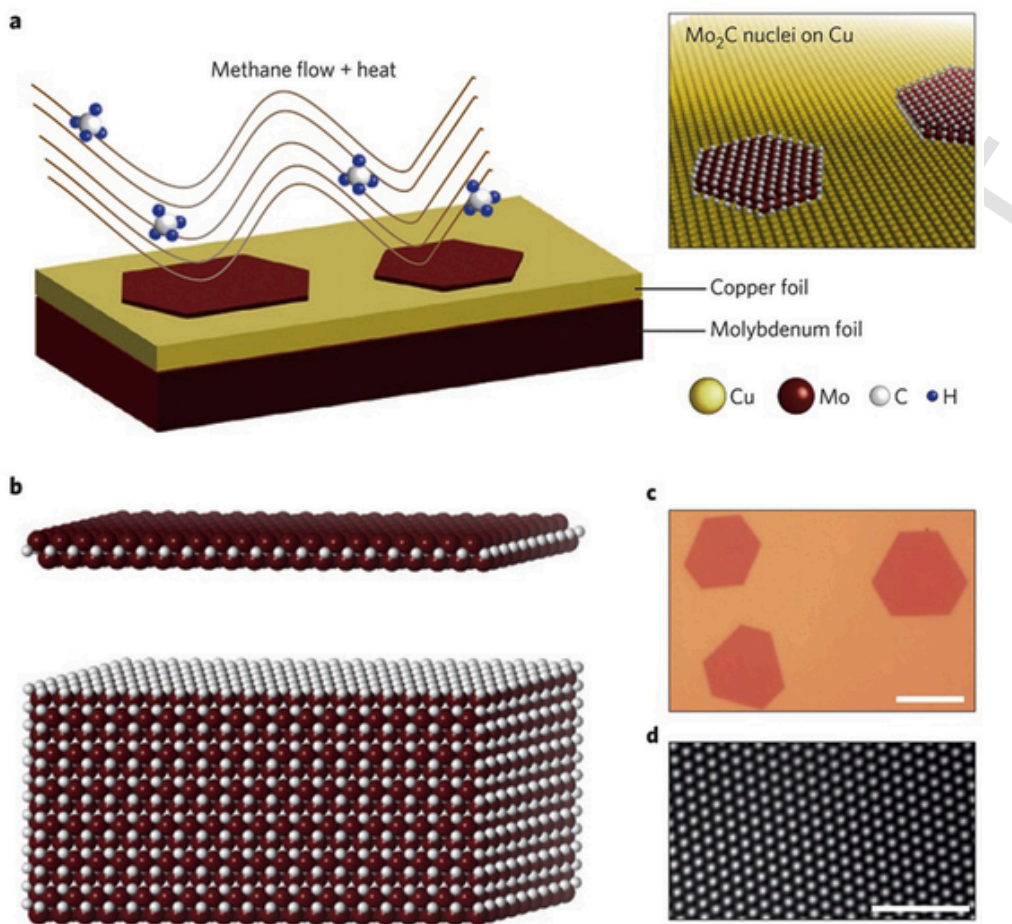 a
Methane flow + heat
Mo₂C nuclei on Cu
Copper foil
Molybdenum foil
Cu Mo C H
b
c
d